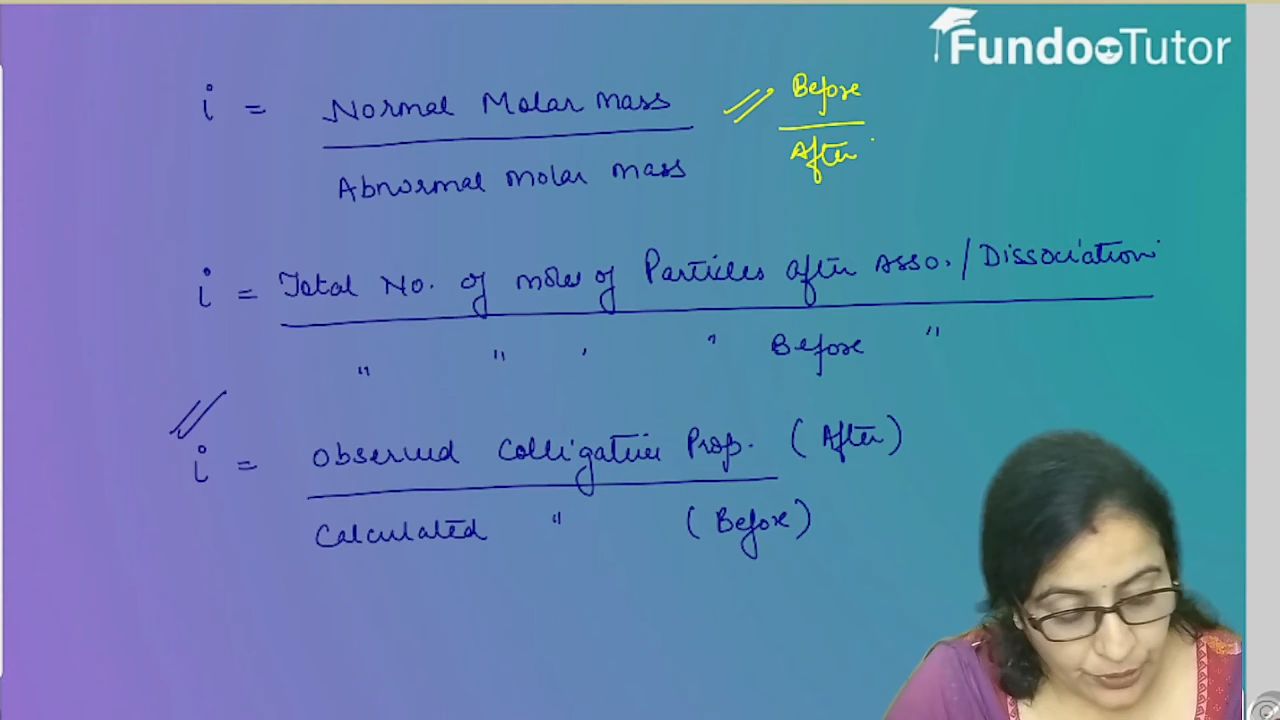 FundooTutor
i = Normal Molar mass
Before
Abnormal molar mass
After
i = Total No. of moles of Particles after asso. / Dissociation
" " " " Before "
i = observed Colligative Prop. (After)
Calculated " (Before)